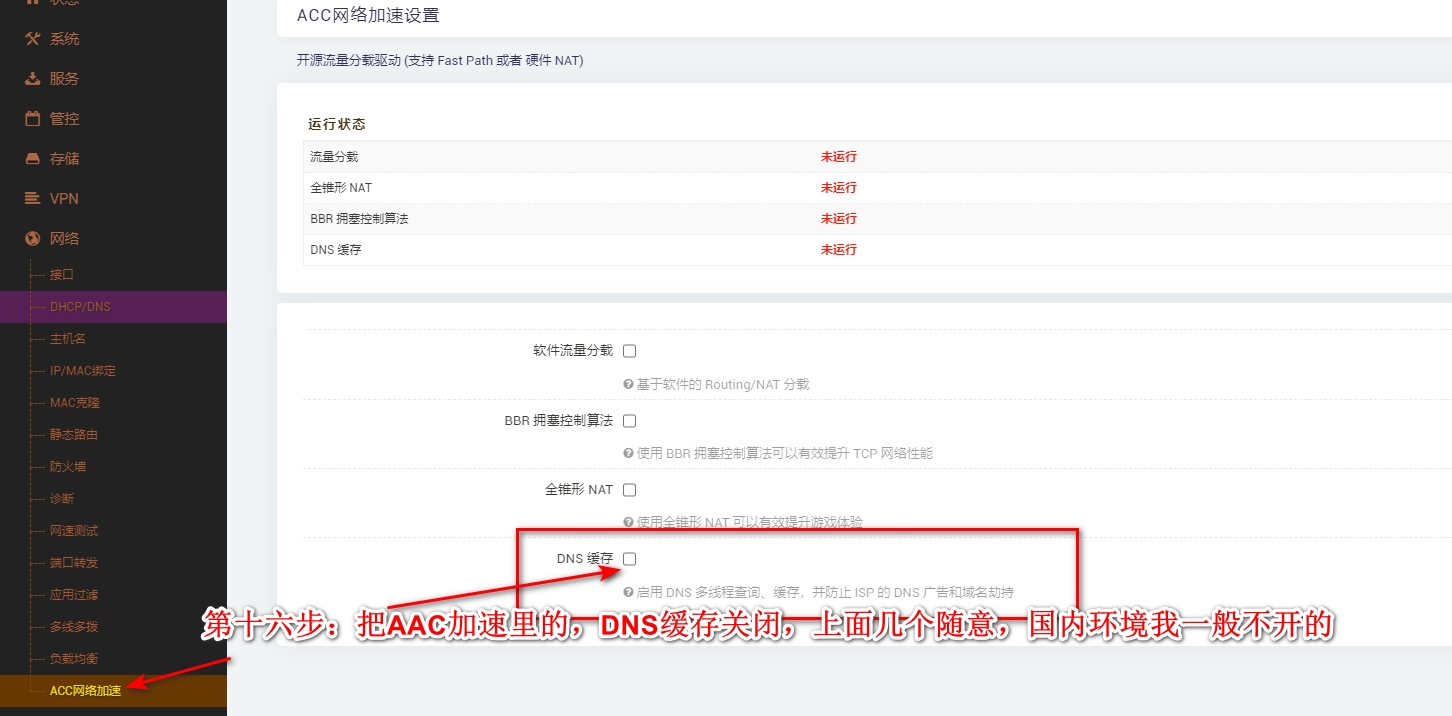 状态
系统
服务
管控
存储
VPN
网络
接口
DHCP/DNS
主机名
IP/MAC绑定
MAC克隆
静态路由
防火墙
诊断
网速测试
端口转发
应用过滤
多线多拨
负载均衡
ACC网络加速
ACC网络加速设置
开源流量分载驱动 (支持 Fast Path 或者 硬件 NAT)
运行状态
流量分载 未运行
全锥形 NAT 未运行
BBR 拥塞控制算法 未运行
DNS 缓存 未运行
软件流量分载
基于软件的 Routing/NAT 分载
BBR 拥塞控制算法
使用 BBR 拥塞控制算法可以有效提升 TCP 网络性能
全锥形 NAT
使用全锥形 NAT 可以有效提升游戏体验
DNS 缓存
启用 DNS 多线程查询、缓存，并防止 ISP 的 DNS 广告和域名劫持
第十六步：把AAC加速里的，DNS缓存关闭，上面几个随意，国内环境我一般不开的